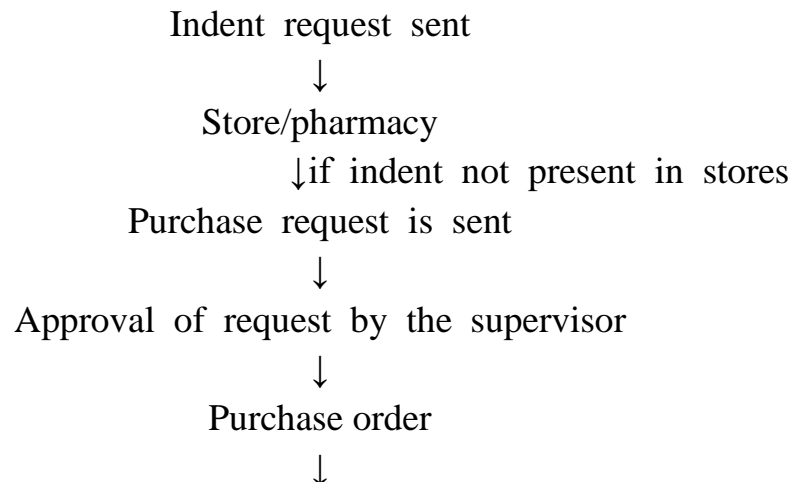 Indent request sent
↓
Store/pharmacy
↓if indent not present in stores
Purchase request is sent
↓
Approval of request by the supervisor
↓
Purchase order
↓